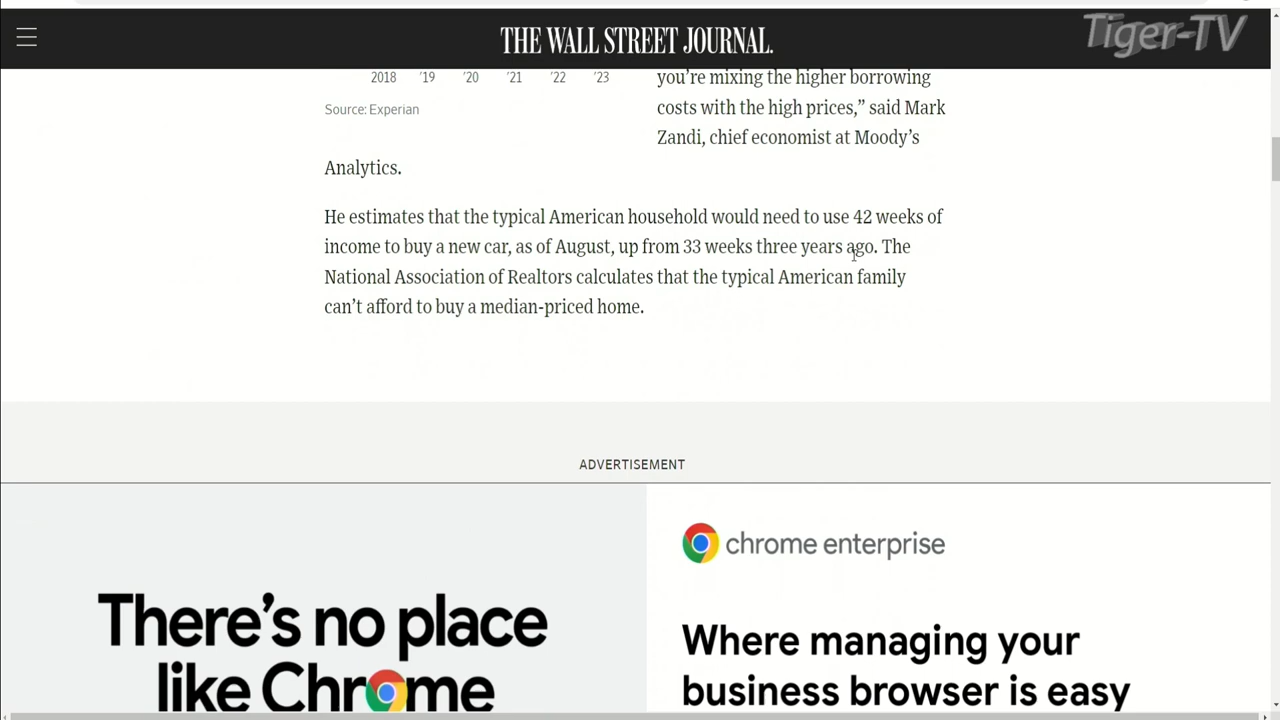 THE WALL STREET JOURNAL.
Tiger-TV
2018 '19 '20 '21 '22 '23
Source: Experian
you’re mixing the higher borrowing
costs with the high prices,” said Mark
Zandi, chief economist at Moody’s
Analytics.
He estimates that the typical American household would need to use 42 weeks of
income to buy a new car, as of August, up from 33 weeks three years ago. The
National Association of Realtors calculates that the typical American family
can’t afford to buy a median-priced home.
ADVERTISEMENT
There’s no place
like Chrome
chrome enterprise
Where managing your
business browser is easy